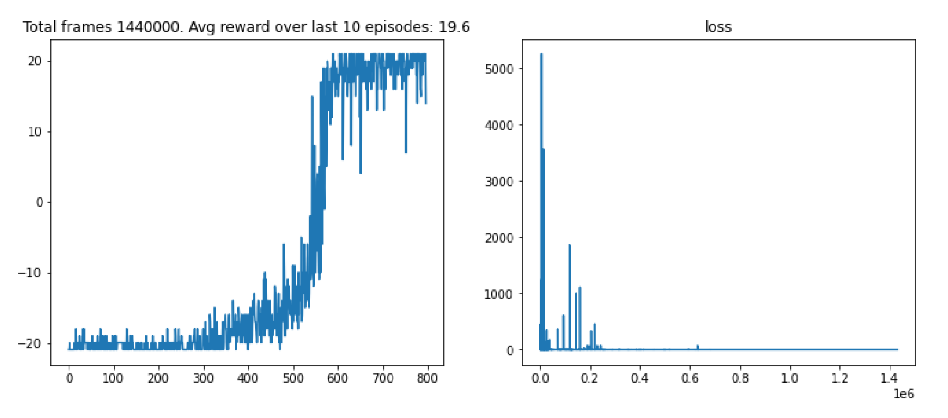 Total frames 1440000. Avg reward over last 10 episodes: 19.6
20
10
0
−10
−20
0 100 200 300 400 500 600 700 800
loss
5000
4000
3000
2000
1000
0
0.0 0.2 0.4 0.6 0.8 1.0 1.2 1.4
1e6